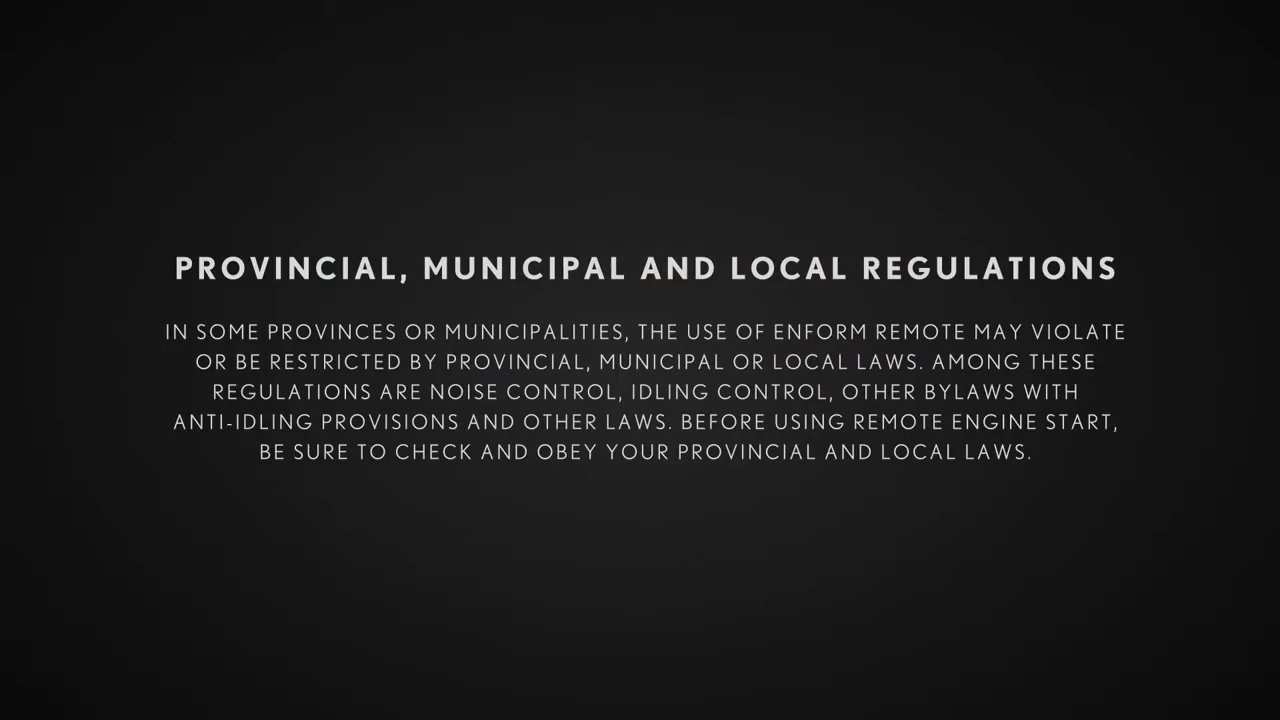 PROVINCIAL, MUNICIPAL AND LOCAL REGULATIONS
IN SOME PROVINCES OR MUNICIPALITIES, THE USE OF ENFORM REMOTE MAY VIOLATE
OR BE RESTRICTED BY PROVINCIAL, MUNICIPAL OR LOCAL LAWS. AMONG THESE
REGULATIONS ARE NOISE CONTROL, IDLING CONTROL, OTHER BYLAWS WITH
ANTI-IDLING PROVISIONS AND OTHER LAWS. BEFORE USING REMOTE ENGINE START,
BE SURE TO CHECK AND OBEY YOUR PROVINCIAL AND LOCAL LAWS.